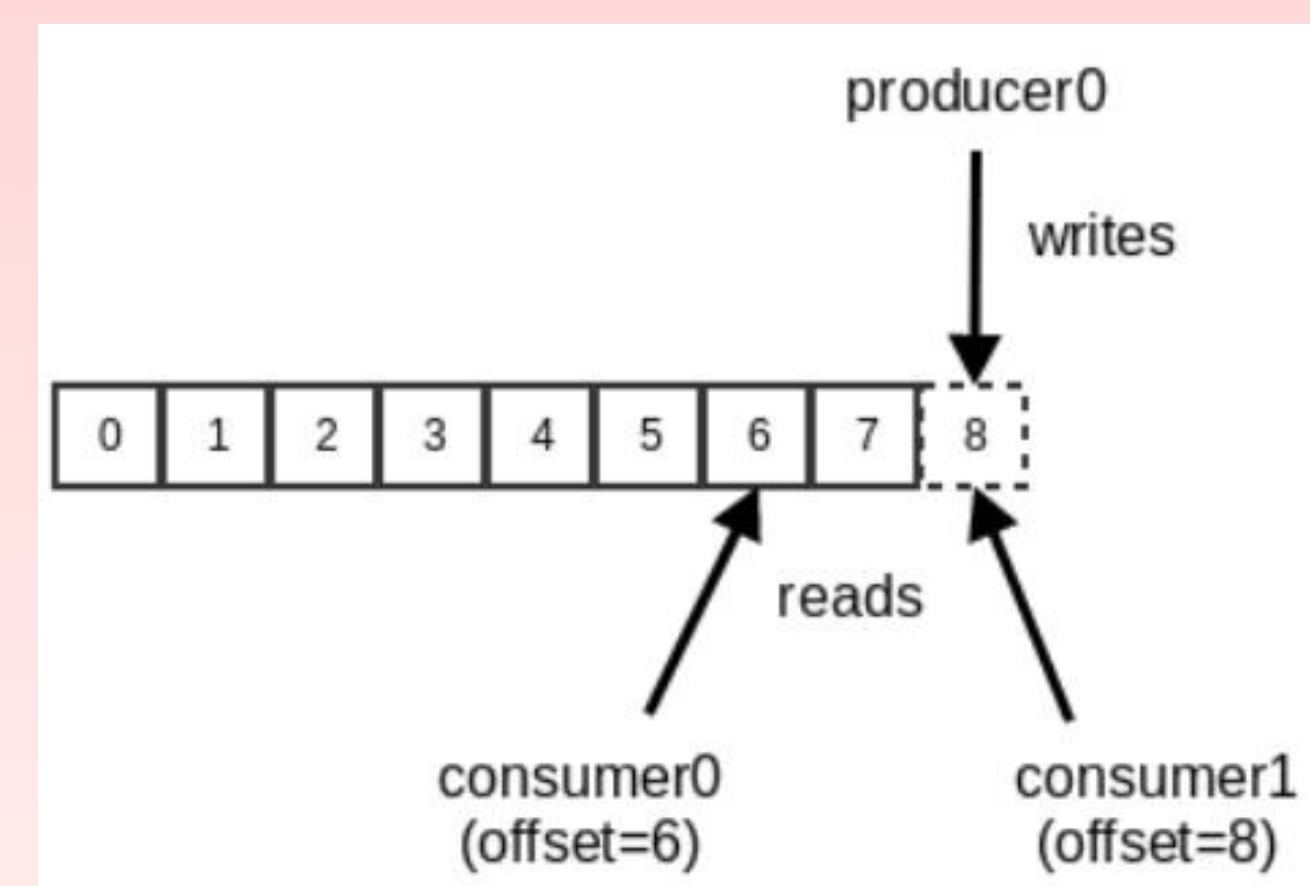 producer0
writes
0 1 2 3 4 5 6 7 8
reads
consumer0
(offset=6)
consumer1
(offset=8)